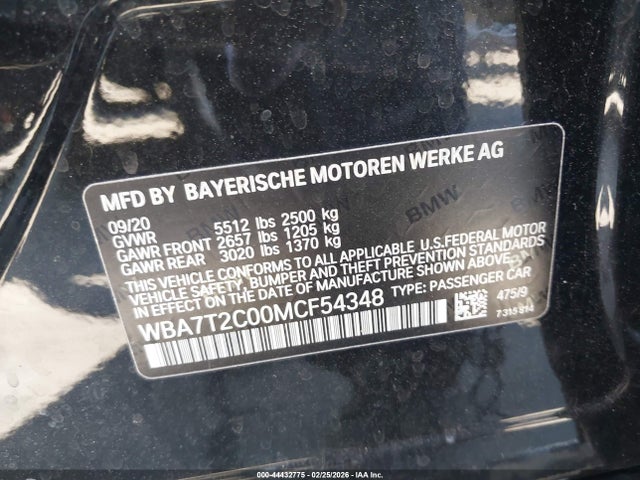 MFD BY BAYERISCHE MOTOREN WERKE AG
09/20
GVWR 5512 lbs 2500 kg
GAWR FRONT 2657 lbs 1205 kg
GAWR REAR 3020 lbs 1370 kg
THIS VEHICLE CONFORMS TO ALL APPLICABLE U.S.FEDERAL MOTOR
VEHICLE SAFETY, BUMPER AND THEFT PREVENTION STANDARDS
IN EFFECT ON THE DATE OF MANUFACTURE SHOWN ABOVE.
WBA7T2C00MCF54348 TYPE: PASSENGER CAR
475/9
7315814
BMW
000-44432775 - 02/25/2026 - IAA Inc.